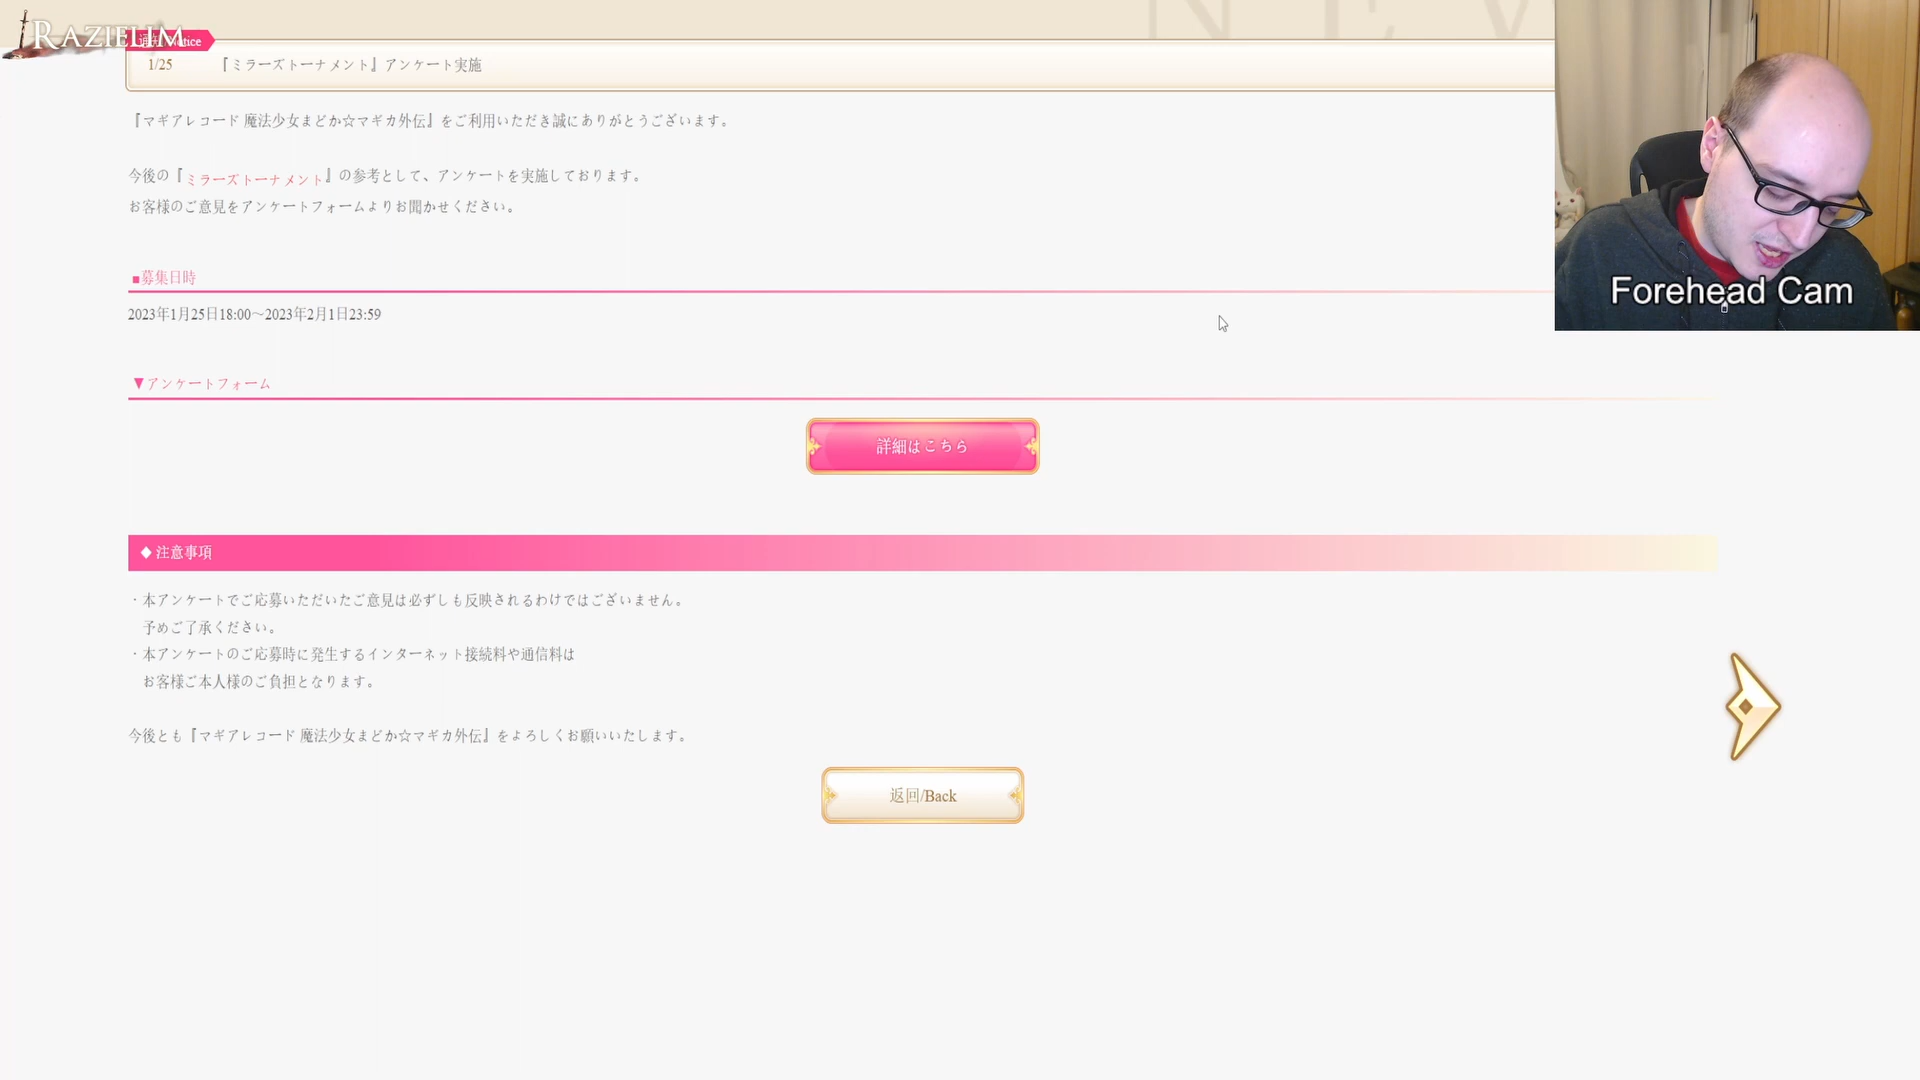 NEW
RAZIELIM
通知/Notice
1/25 『ミラーズトーナメント』アンケート実施
『マギアレコード 魔法少女まどか☆マギカ外伝』をご利用いただき誠にありがとうございます。
今後の『ミラーズトーナメント』の参考として、アンケートを実施しております。
お客様のご意見をアンケートフォームよりお聞かせください。
■募集日時
2023年1月25日18:00～2023年2月1日23:59
▼アンケートフォーム
詳細はこちら
◆ 注意事項
・本アンケートでご応募いただいたご意見は必ずしも反映されるわけではございません。
予めご了承ください。
・本アンケートのご応募時に発生するインターネット接続料や通信料は
お客様ご本人様のご負担となります。
今後とも『マギアレコード 魔法少女まどか☆マギカ外伝』をよろしくお願いいたします。
返回/Back
Forehead Cam